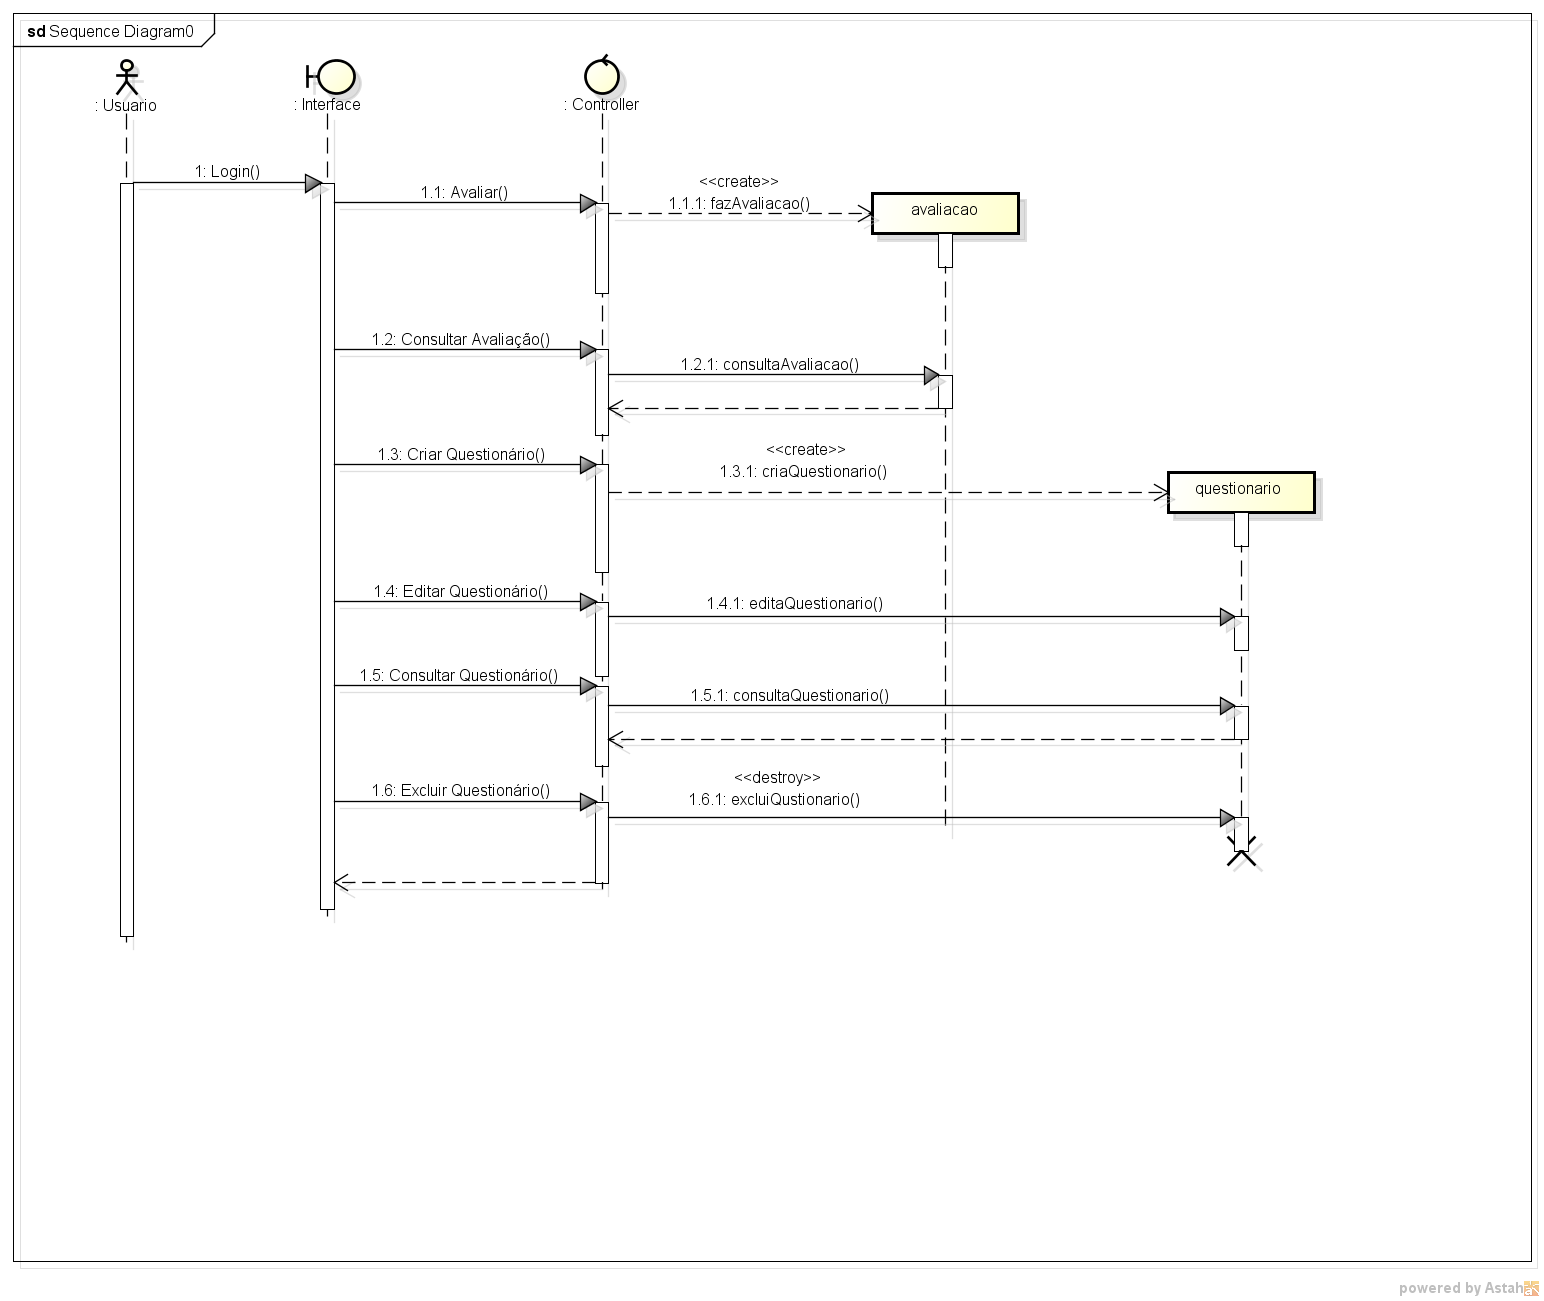 sd Sequence Diagram0
: Usuario
: Interface
: Controller
1: Login()
1.1: Avaliar()
<<create>>
1.1.1: fazAvaliacao()
avaliacao
1.2: Consultar Avaliação()
1.2.1: consultaAvaliacao()
1.3: Criar Questionário()
<<create>>
1.3.1: criaQuestionario()
questionario
1.4: Editar Questionário()
1.4.1: editaQuestionario()
1.5: Consultar Questionário()
1.5.1: consultaQuestionario()
1.6: Excluir Questionário()
<<destroy>>
1.6.1: excluiQustionario()
powered by Astah